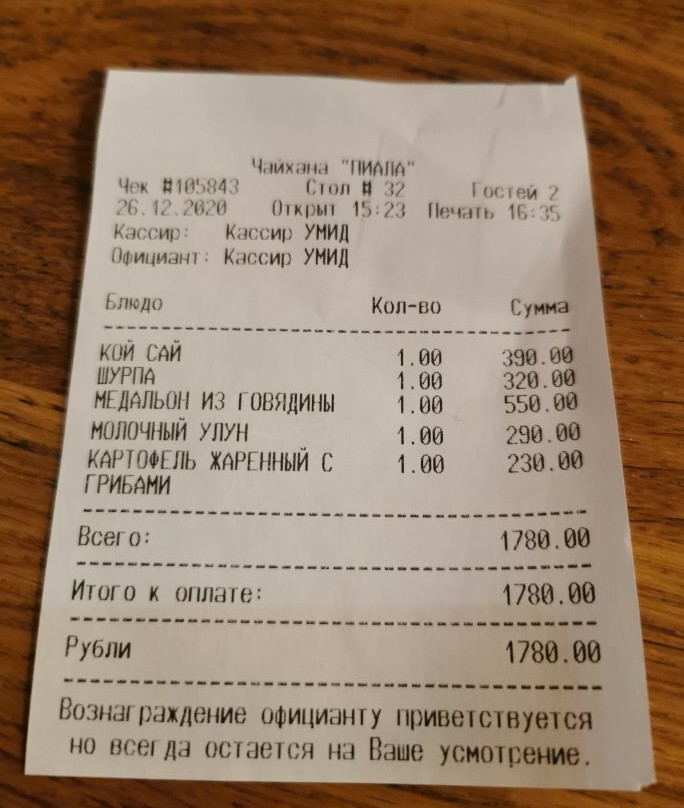 Чайхана "ПИАЛА"
Чек #105843 Стол # 32 Гостей 2
26.12.2020 Открыт 15:23 Печать 16:35
Кассир: Кассир УМИД
Официант: Кассир УМИД
Блюдо Кол-во Сумма
КОЙ САЙ 1.00 390.00
ШУРПА 1.00 320.00
МЕДАЛЬОН ИЗ ГОВЯДИНЫ 1.00 550.00
МОЛОЧНЫЙ УЛУН 1.00 290.00
КАРТОФЕЛЬ ЖАРЕННЫЙ С 1.00 230.00
ГРИБАМИ
Всего: 1780.00
Итого к оплате: 1780.00
Рубли 1780.00
Вознаграждение официанту приветствуется
но всегда остается на Ваше усмотрение.